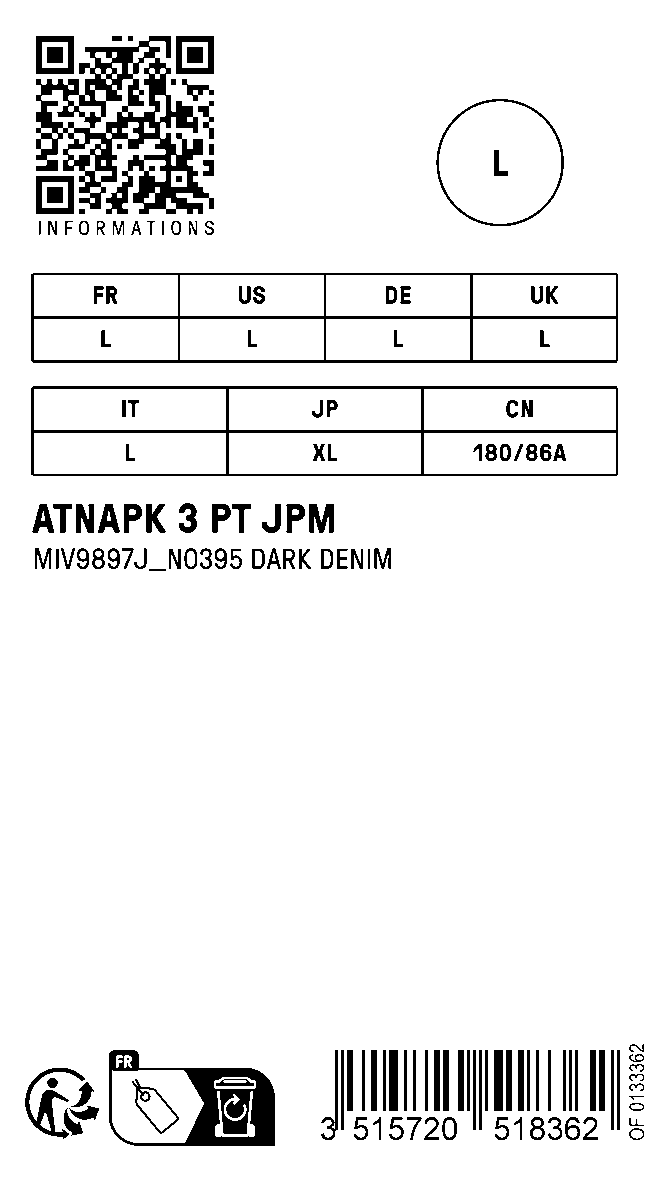 INFORMATIONS
L
FR US DE UK
L L L L
IT JP CN
L XL 180/86A
ATNAPK 3 PT JPM
MIV9897J_N0395 DARK DENIM
FR
3 515720 518362
OF 0133362